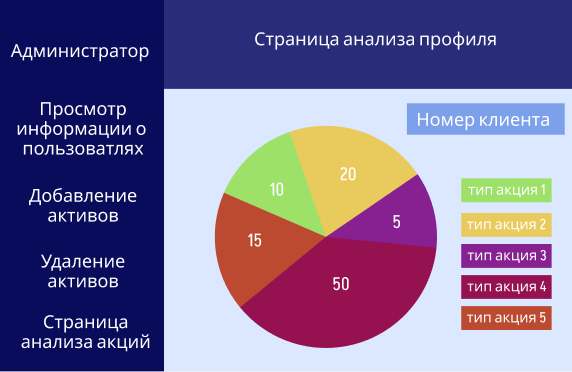 Администратор
Просмотр
информации о
пользоватлях
Добавление
активов
Удаление
активов
Страница
анализа акций
Страница анализа профиля
Номер клиента
10
20
5
15
50
тип акция 1
тип акция 2
тип акция 3
тип акция 4
тип акция 5